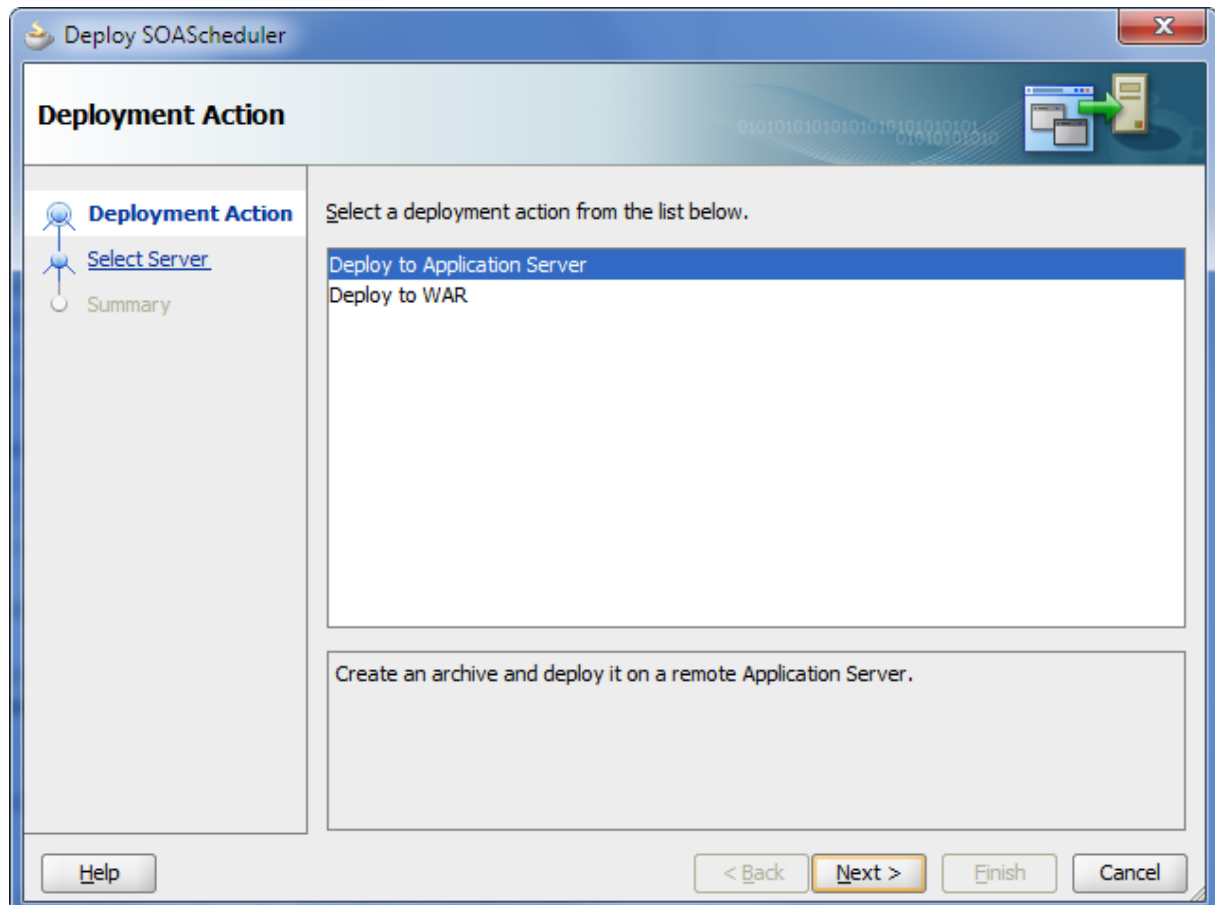 Deploy SOAScheduler
Deployment Action
Deployment Action
Select Server
Summary
Select a deployment action from the list below.
Deploy to Application Server
Deploy to WAR
Create an archive and deploy it on a remote Application Server.
Help
< Back
Next >
Finish
Cancel